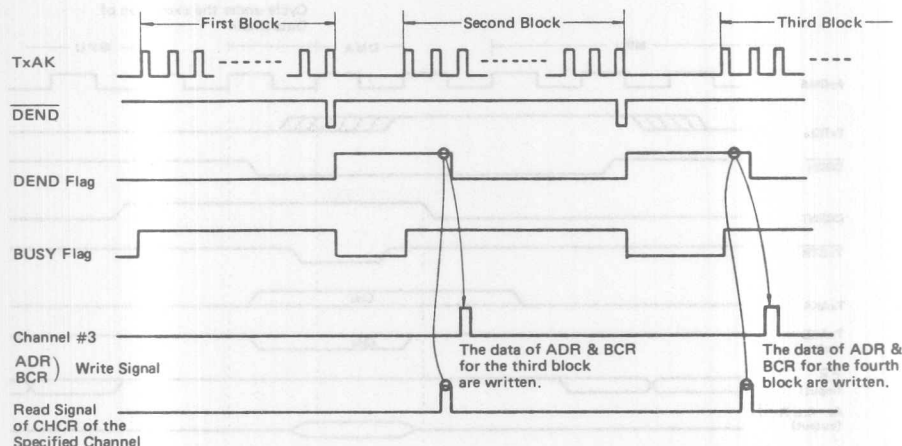 First Block
Second Block
Third Block
TxAK
DEND
DEND Flag
BUSY Flag
Channel #3
ADR
BCR ) Write Signal
The data of ADR & BCR
for the third block
are written.
The data of ADR &
BCR for the fourth
block are written.
Read Signal
of CHCR of the
Specified Channel